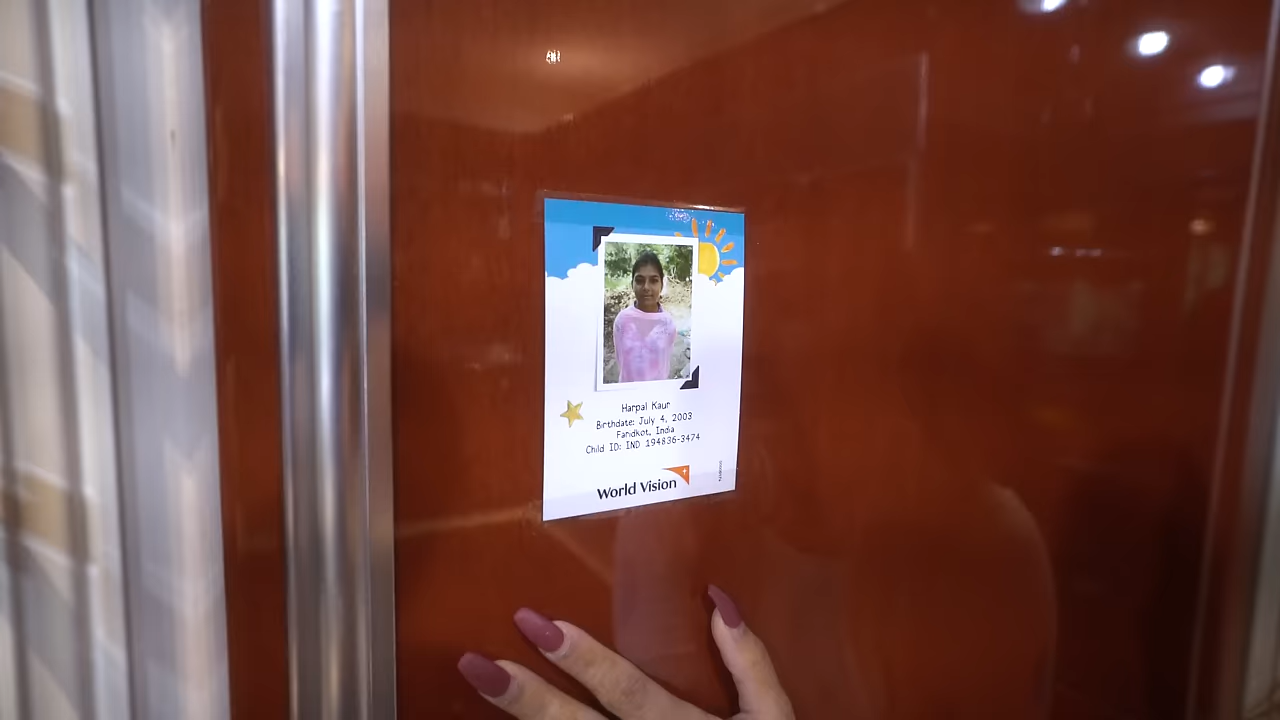 Harpal Kaur
Birthdate: July 4, 2003
Faridkot, India
Child ID: IND 194836-3474
World Vision